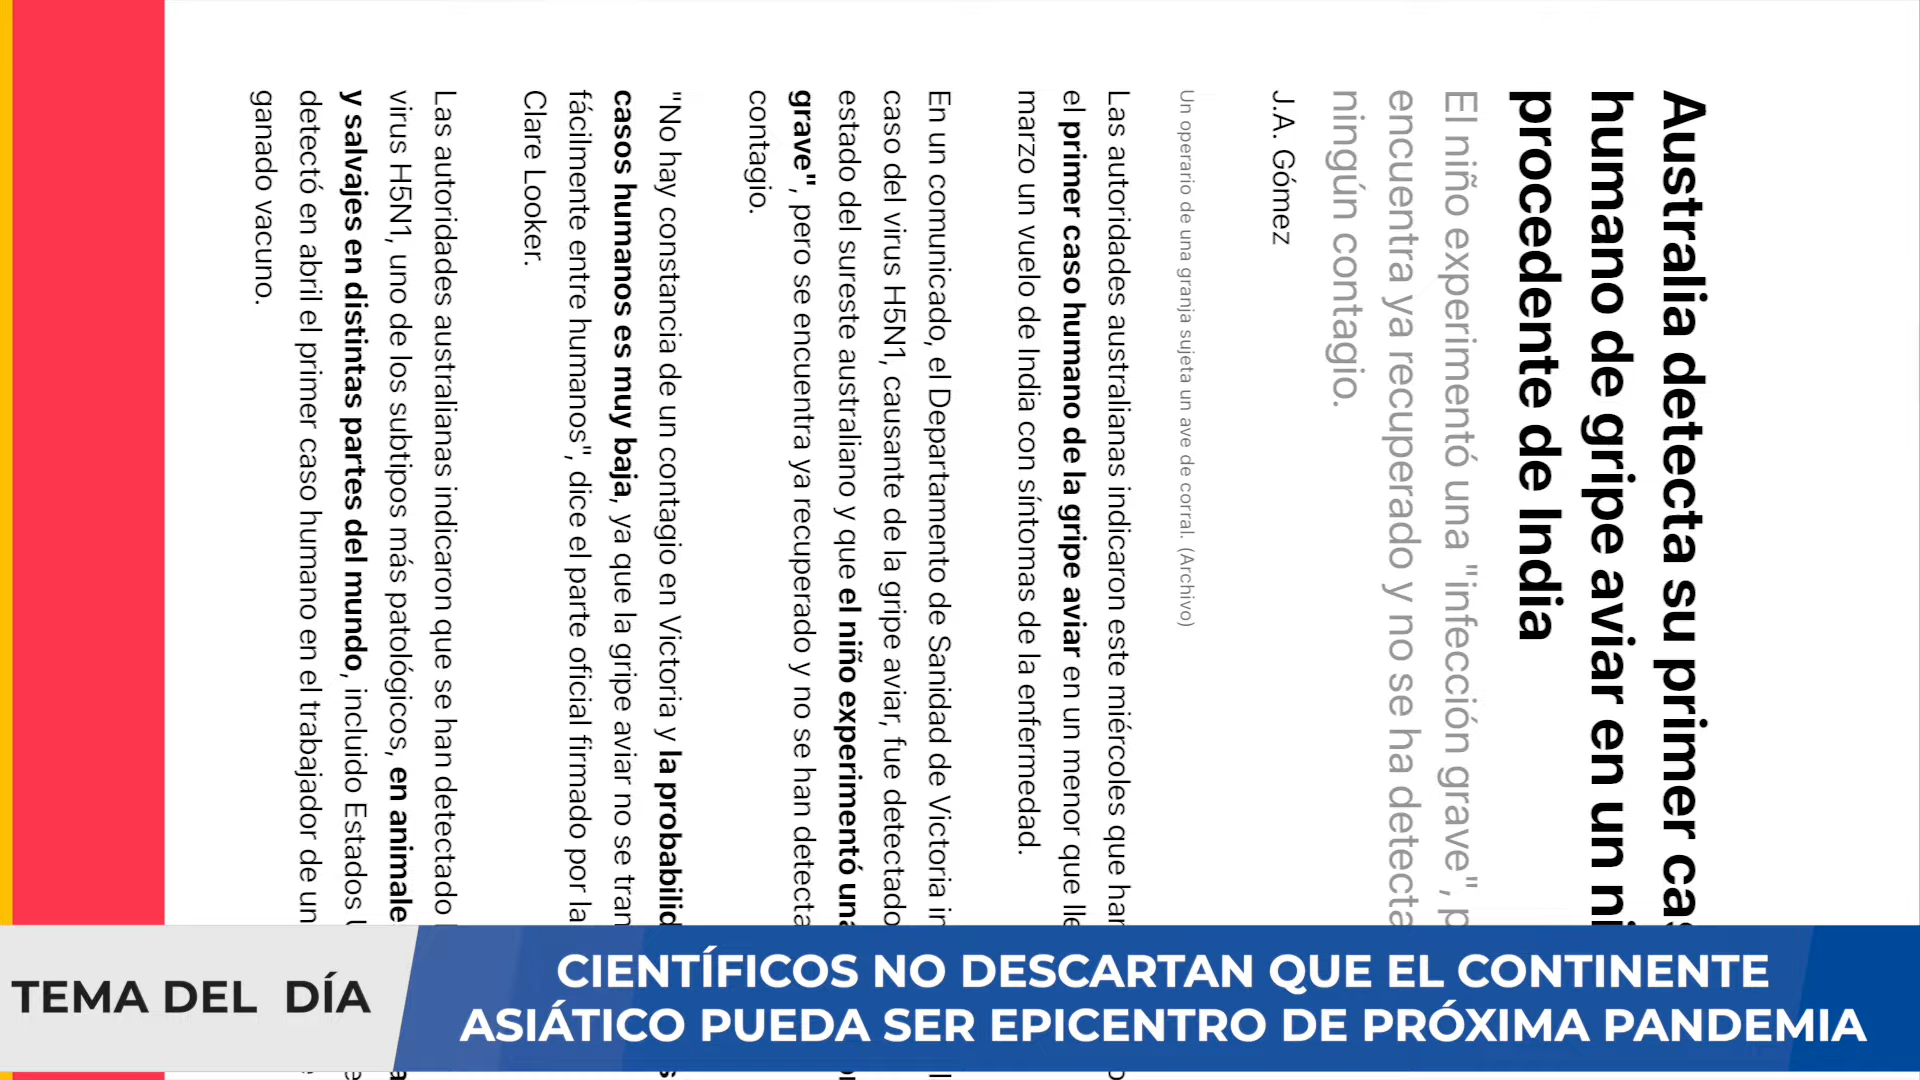 Australia detecta su primer cas
humano de gripe aviar en un ni
procedente de India
El niño experimentó una "infección grave", p
encuentra ya recuperado y no se ha detecta
ningún contagio.
J.A. Gómez
Un operario de una granja sujeta un ave de corral. (Archivo)
Las autoridades australianas indicaron este miércoles que han
el primer caso humano de la gripe aviar en un menor que lle
marzo un vuelo de India con síntomas de la enfermedad.
En un comunicado, el Departamento de Sanidad de Victoria in
caso del virus H5N1, causante de la gripe aviar, fue detectado
estado del sureste australiano y que el niño experimentó una
grave", pero se encuentra ya recuperado y no se han detecta
contagio.
"No hay constancia de un contagio en Victoria y la probabilid
casos humanos es muy baja, ya que la gripe aviar no se tran
fácilmente entre humanos", dice el parte oficial firmado por la
Clare Looker.
Las autoridades australianas indicaron que se han detectado
virus H5N1, uno de los subtipos más patológicos, en animale
y salvajes en distintas partes del mundo, incluido Estados
detectó en abril el primer caso humano en el trabajador de un
ganado vacuno.
TEMA DEL DÍA
CIENTÍFICOS NO DESCARTAN QUE EL CONTINENTE
ASIÁTICO PUEDA SER EPICENTRO DE PRÓXIMA PANDEMIA